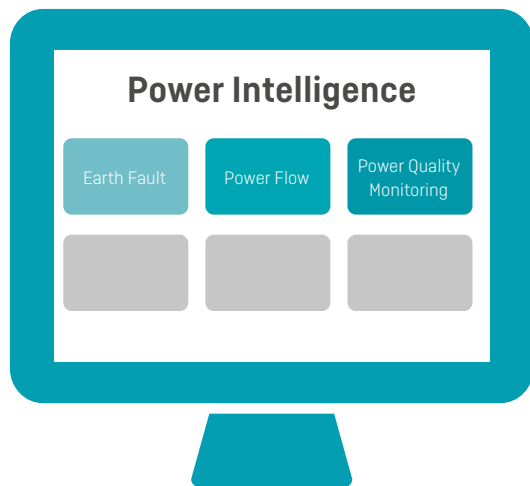 Power Intelligence
Earth Fault
Power Flow
Power Quality
Monitoring